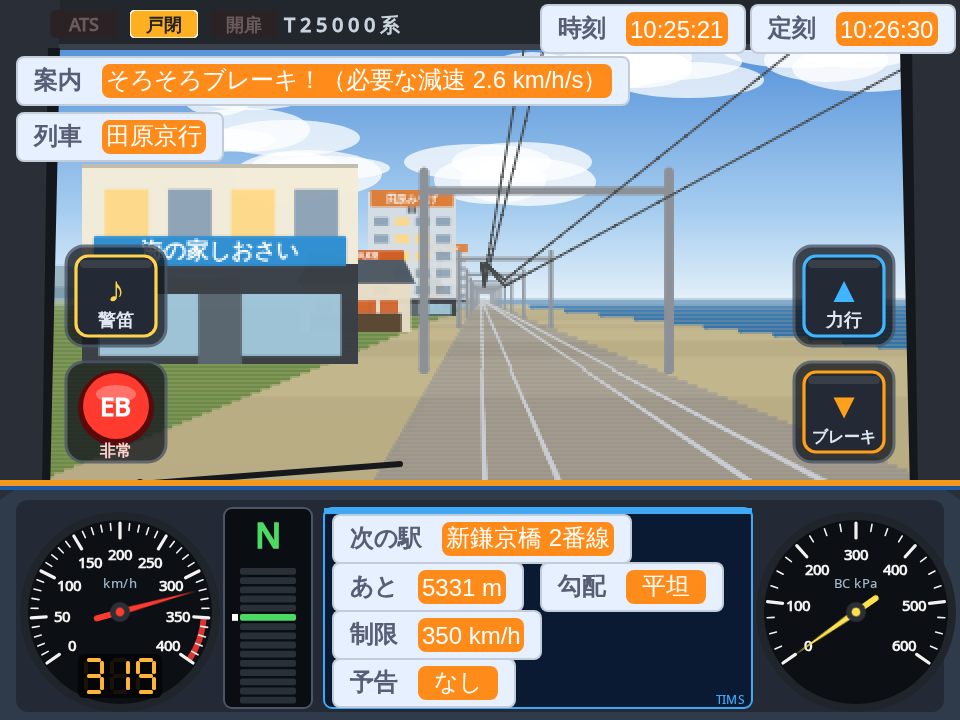 ATS 戸閉 開扉 T25000系
時刻 10:25:21 定刻 10:26:30
案内 そろそろブレーキ！（必要な減速 2.6 km/h/s）
列車 田原京行
海の家しおさい
♪
警笛
EB
非常
▲
力行
▼
ブレーキ
0 50 100 150 200 250 300 350 400
km/h
319
N
次の駅 新鎌京橋 2番線
あと 5331 m 勾配 平坦
制限 350 km/h
予告 なし
TIMS
0 100 200 300 400 500 600
BC kPa